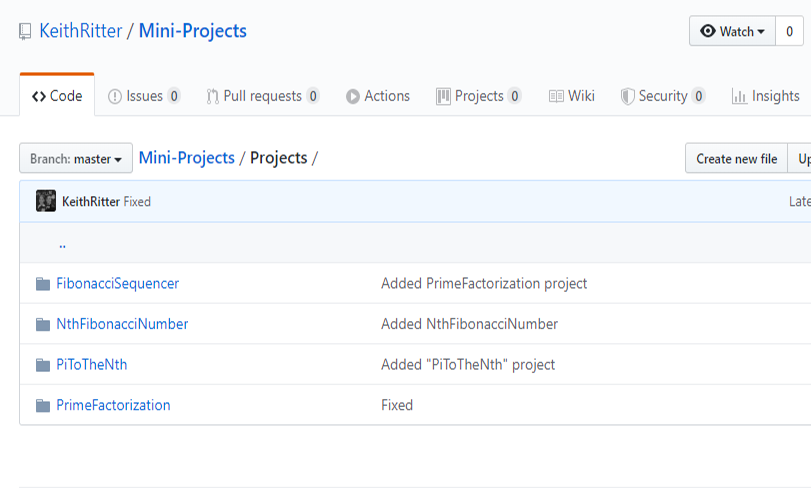 KeithRitter / Mini-Projects
Watch 0
Code Issues 0 Pull requests 0 Actions Projects 0 Wiki Security 0 Insights
Branch: master Mini-Projects / Projects /
Create new file
KeithRitter Fixed
..
FibonacciSequencer Added PrimeFactorization project
NthFibonacciNumber Added NthFibonacciNumber
PiToTheNth Added "PiToTheNth" project
PrimeFactorization Fixed